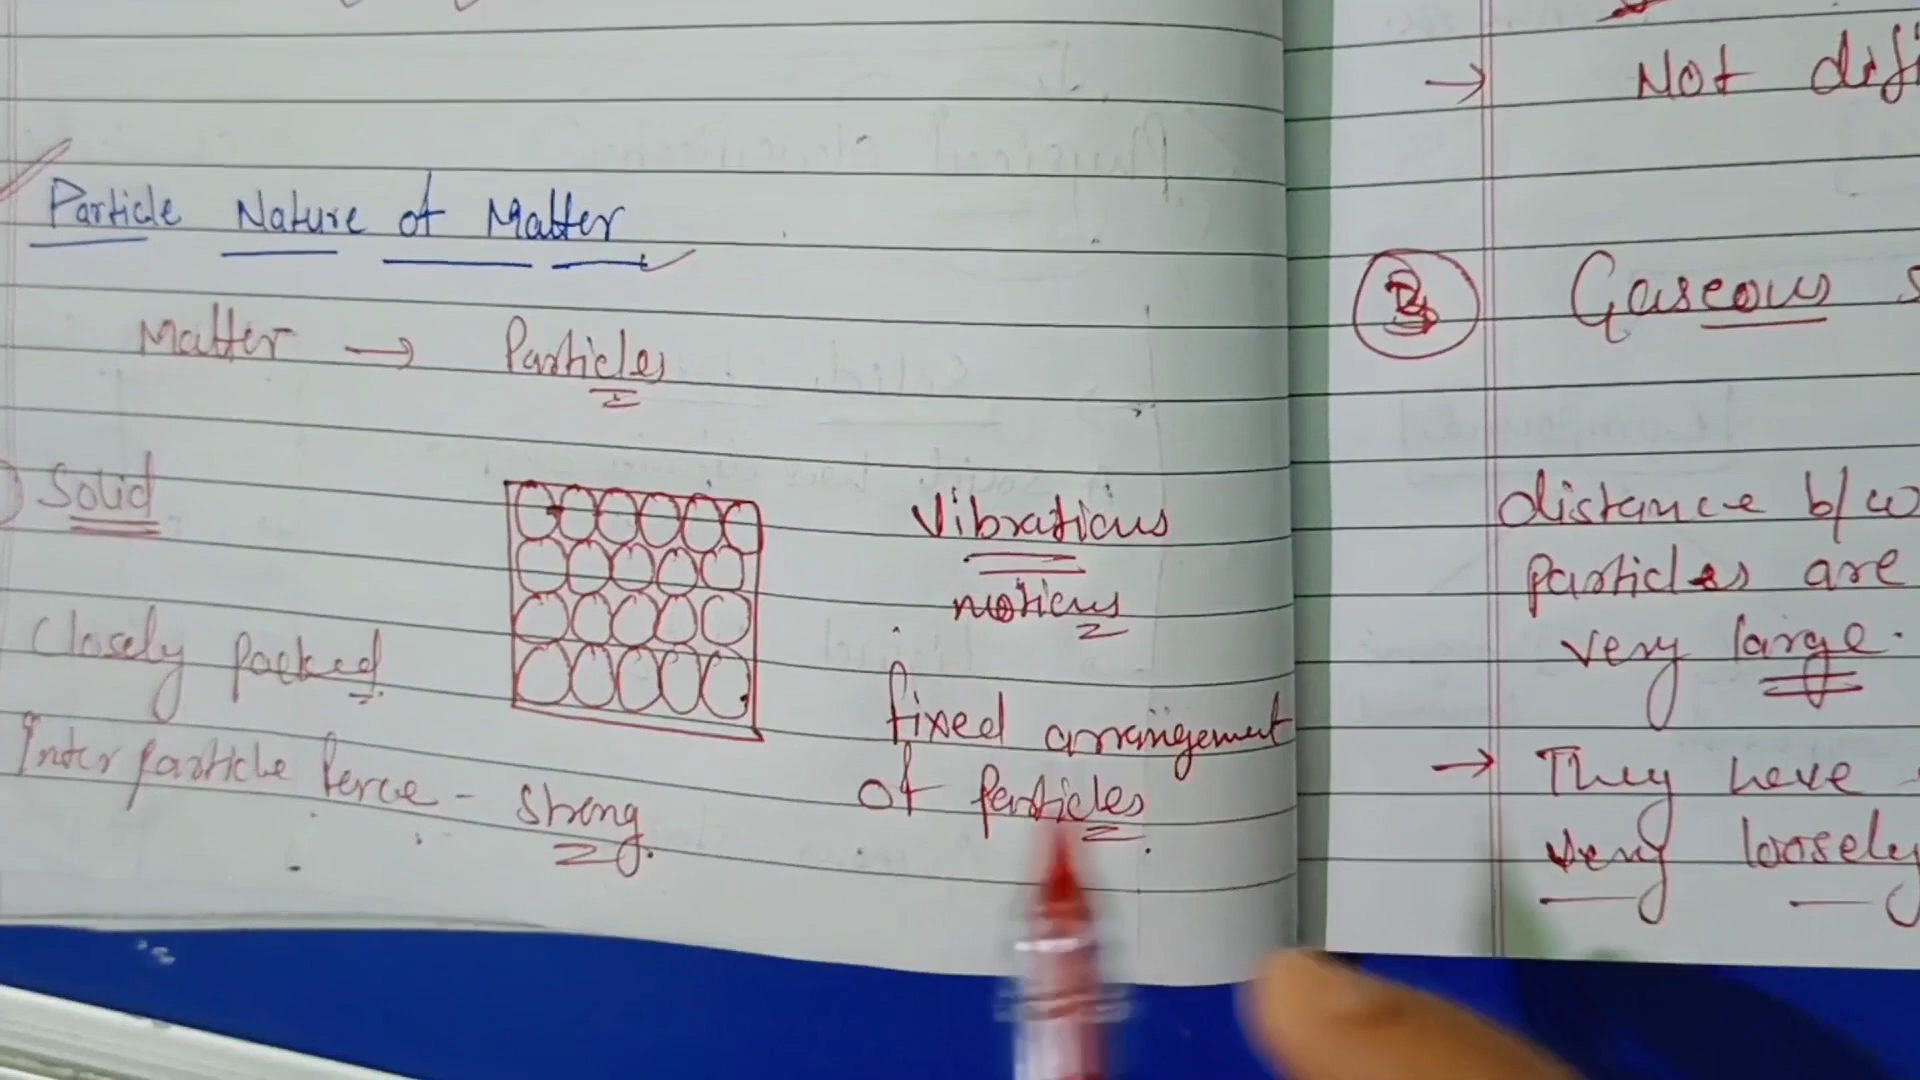 Particle Nature of Matter
Matter → Particles
Solid
Vibrations
motions
Closely packed.
fixed arrangement
Inter particle force - Strong.
of particles.
→ Not
B
Gaseous
distance b/w
particles are
very large.
→ They have
very loosely